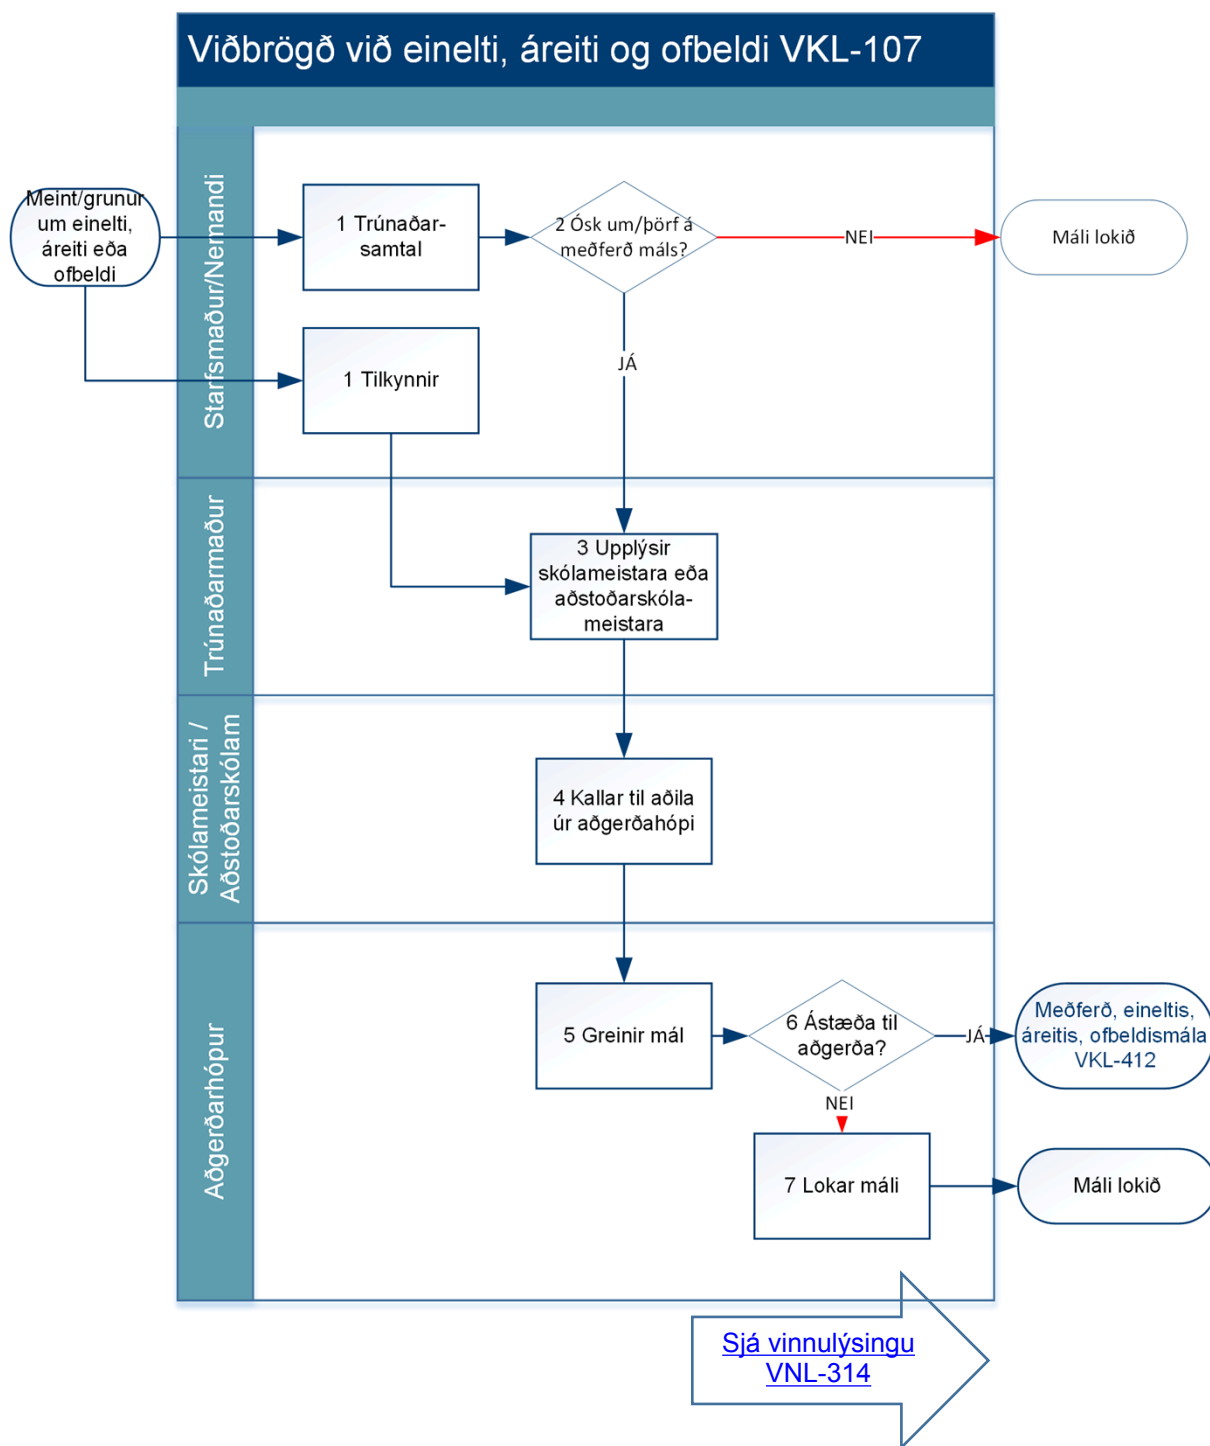 Viðbrögð við einelti, áreiti og ofbeldi VKL-107
Starfsmaður/Nemandi
Meint/grunur
um einelti,
áreiti eða
ofbeldi
1 Trúnaðar-
samtal
2 Ósk um/þörf á
meðferð máls?
NEI
Máli lokið
JÁ
1 Tilkynnir
Trúnaðarmaður
3 Upplýsir
skólameistara eða
aðstoðarskóla-
meistara
Skólameistari /
Aðstoðarskólam
4 Kallar til aðila
úr aðgerðahópi
Aðgerðarhópur
5 Greinir mál
6 Ástæða til
aðgerða?
JÁ
Meðferð, eineltis,
áreitis, ofbeldismála
VKL-412
NEI
7 Lokar máli
Máli lokið
Sjá vinnulýsingu
VNL-314